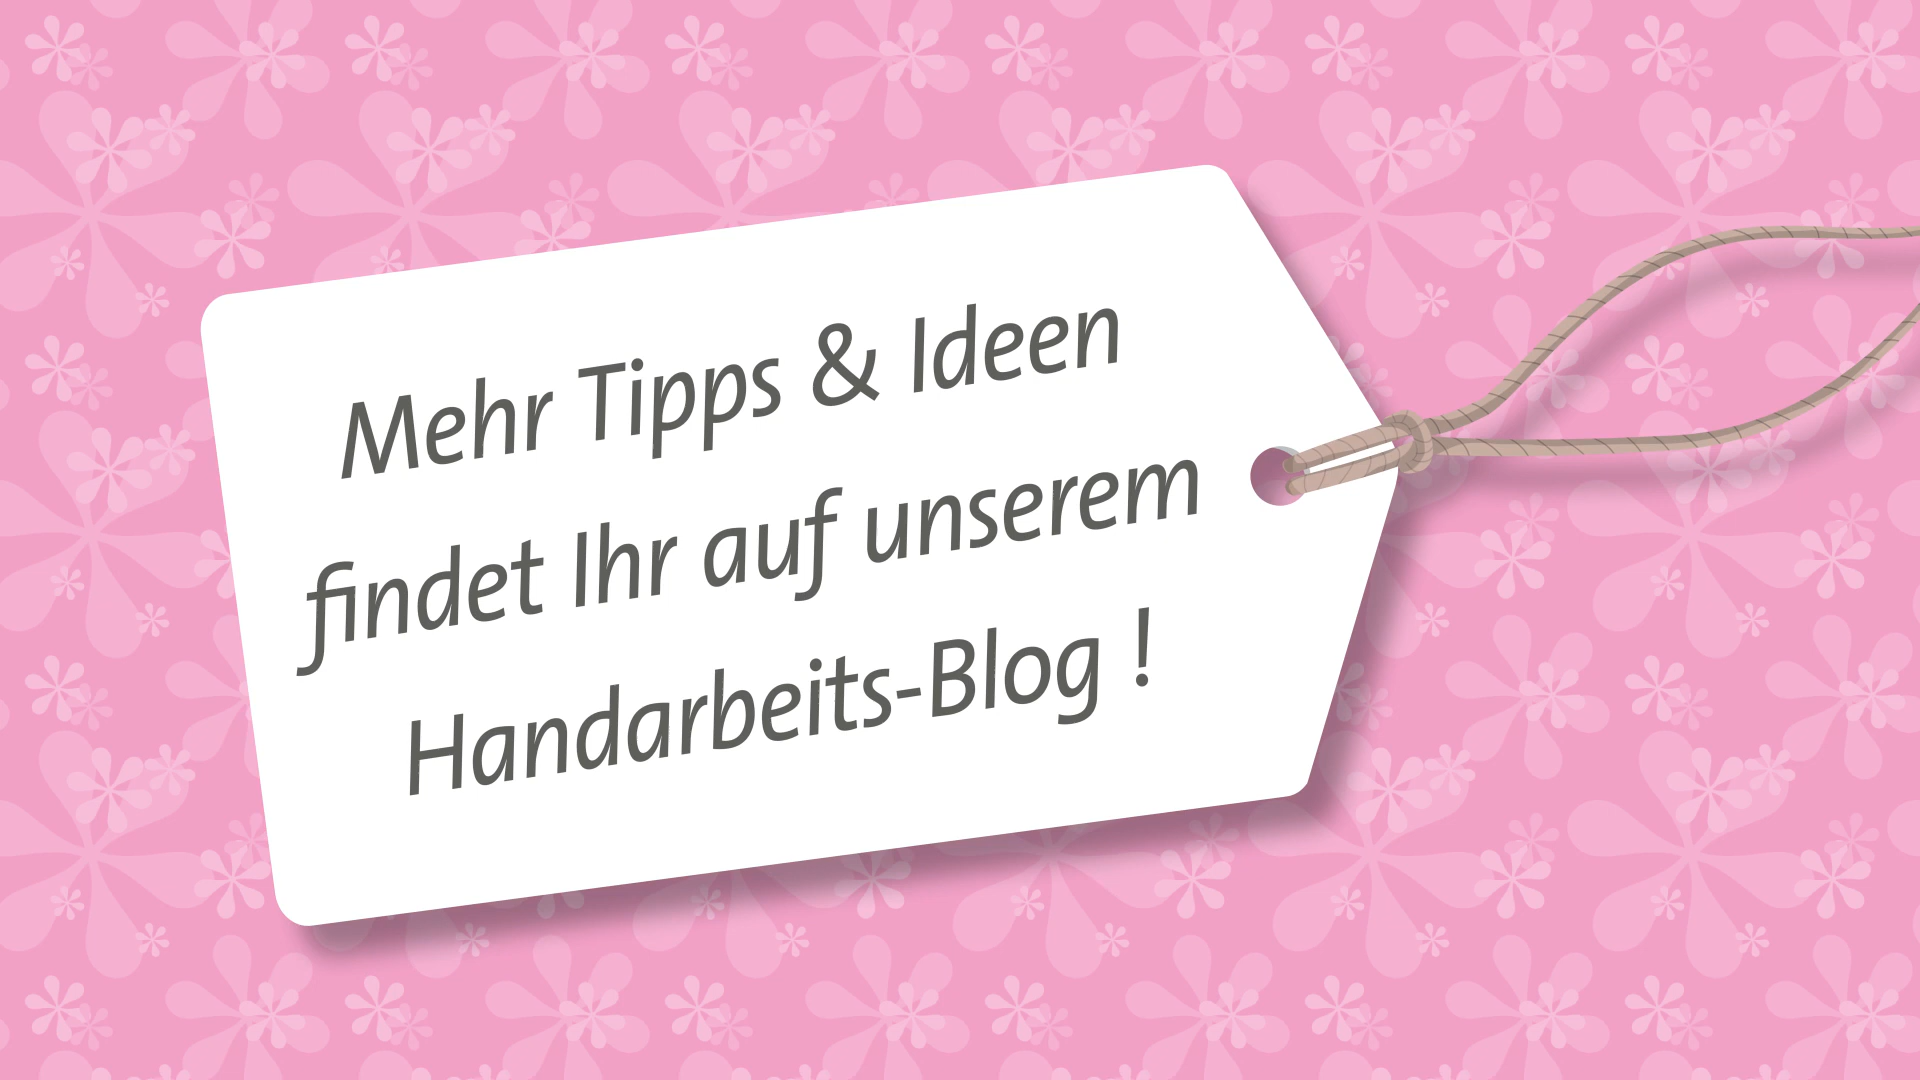 Mehr Tipps & Ideen
findet Ihr auf unserem
Handarbeits-Blog !